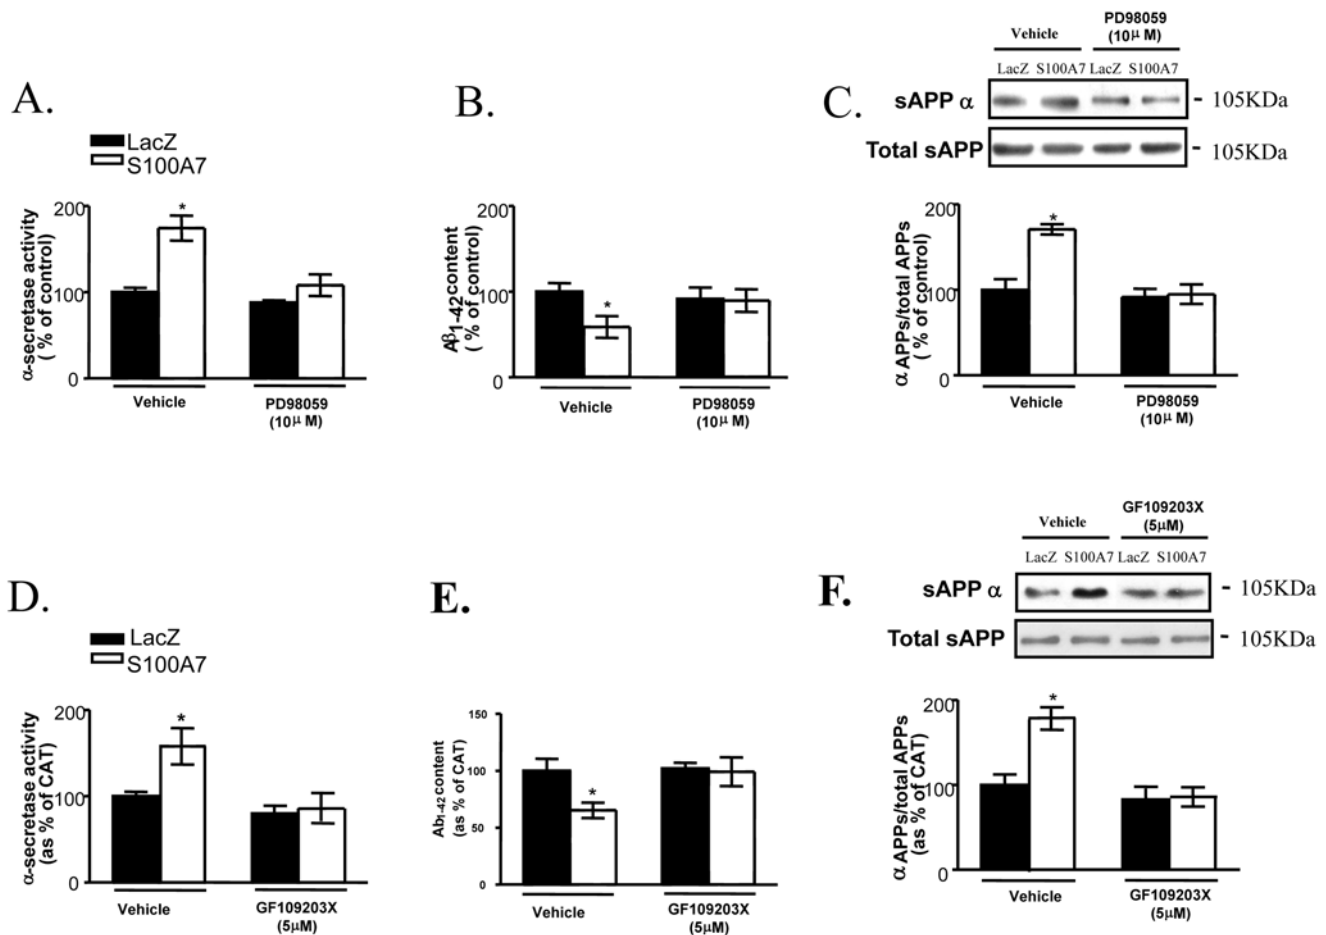 A.
LacZ
S100A7
α-secretase activity
( % of control)
200
*
100
0
Vehicle
PD98059
(10μ M)
B.
Aβ1-42 content
( % of control)
200
100
*
0
Vehicle
PD98059
(10μ M)
C.
Vehicle
PD98059
(10μ M)
LacZ S100A7 LacZ S100A7
sAPP α
- 105KDa
Total sAPP
- 105KDa
α APPs/total APPs
( % of control)
200
*
100
0
Vehicle
PD98059
(10μ M)
D.
LacZ
S100A7
α-secretase activity
(as % of CAT)
200
*
100
0
Vehicle
GF109203X
(5μM)
E.
Ab1-42 content
(as % of CAT)
150
100
*
50
0
Vehicle
GF109203X
(5μM)
F.
Vehicle
GF109203X
(5μM)
LacZ S100A7 LacZ S100A7
sAPP α
- 105KDa
Total sAPP
- 105KDa
α APPs/total APPs
(as % of CAT)
200
*
100
0
Vehicle
GF109203X
(5μM)